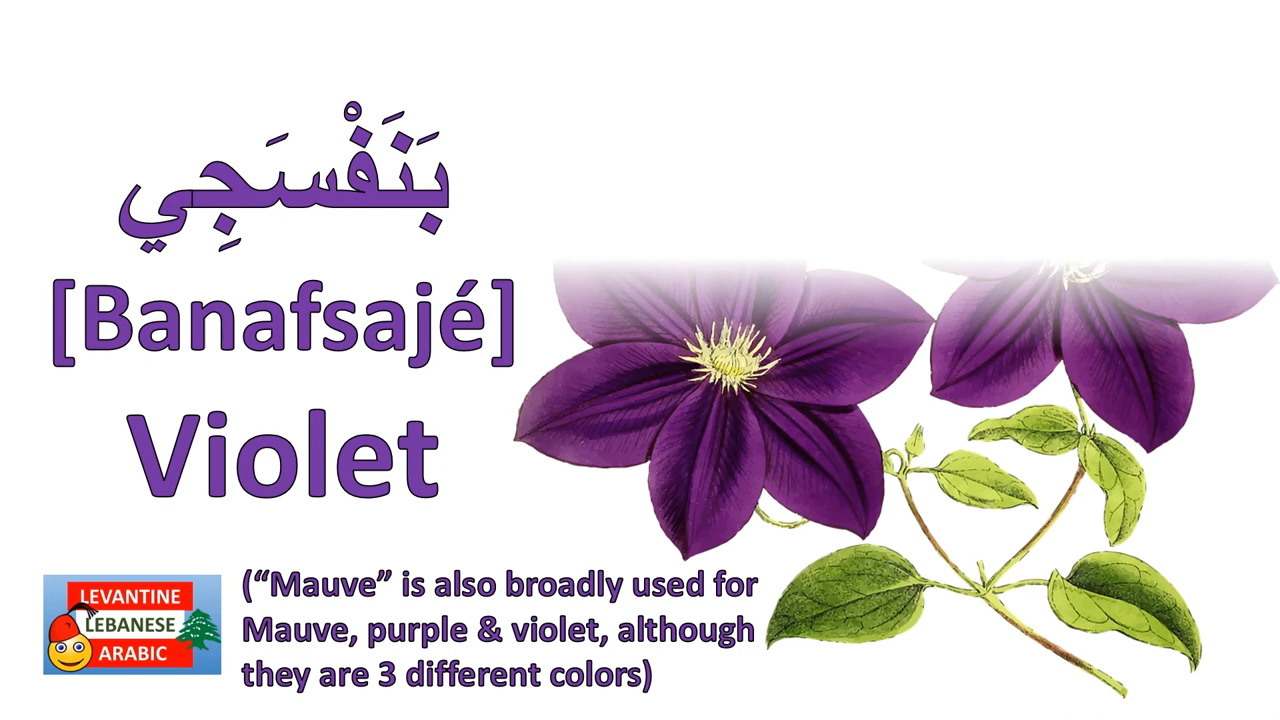 بَنَفْسَجِي
[Banafsajé]
Violet
LEVANTINE
LEBANESE
ARABIC
(“Mauve” is also broadly used for
Mauve, purple & violet, although
they are 3 different colors)